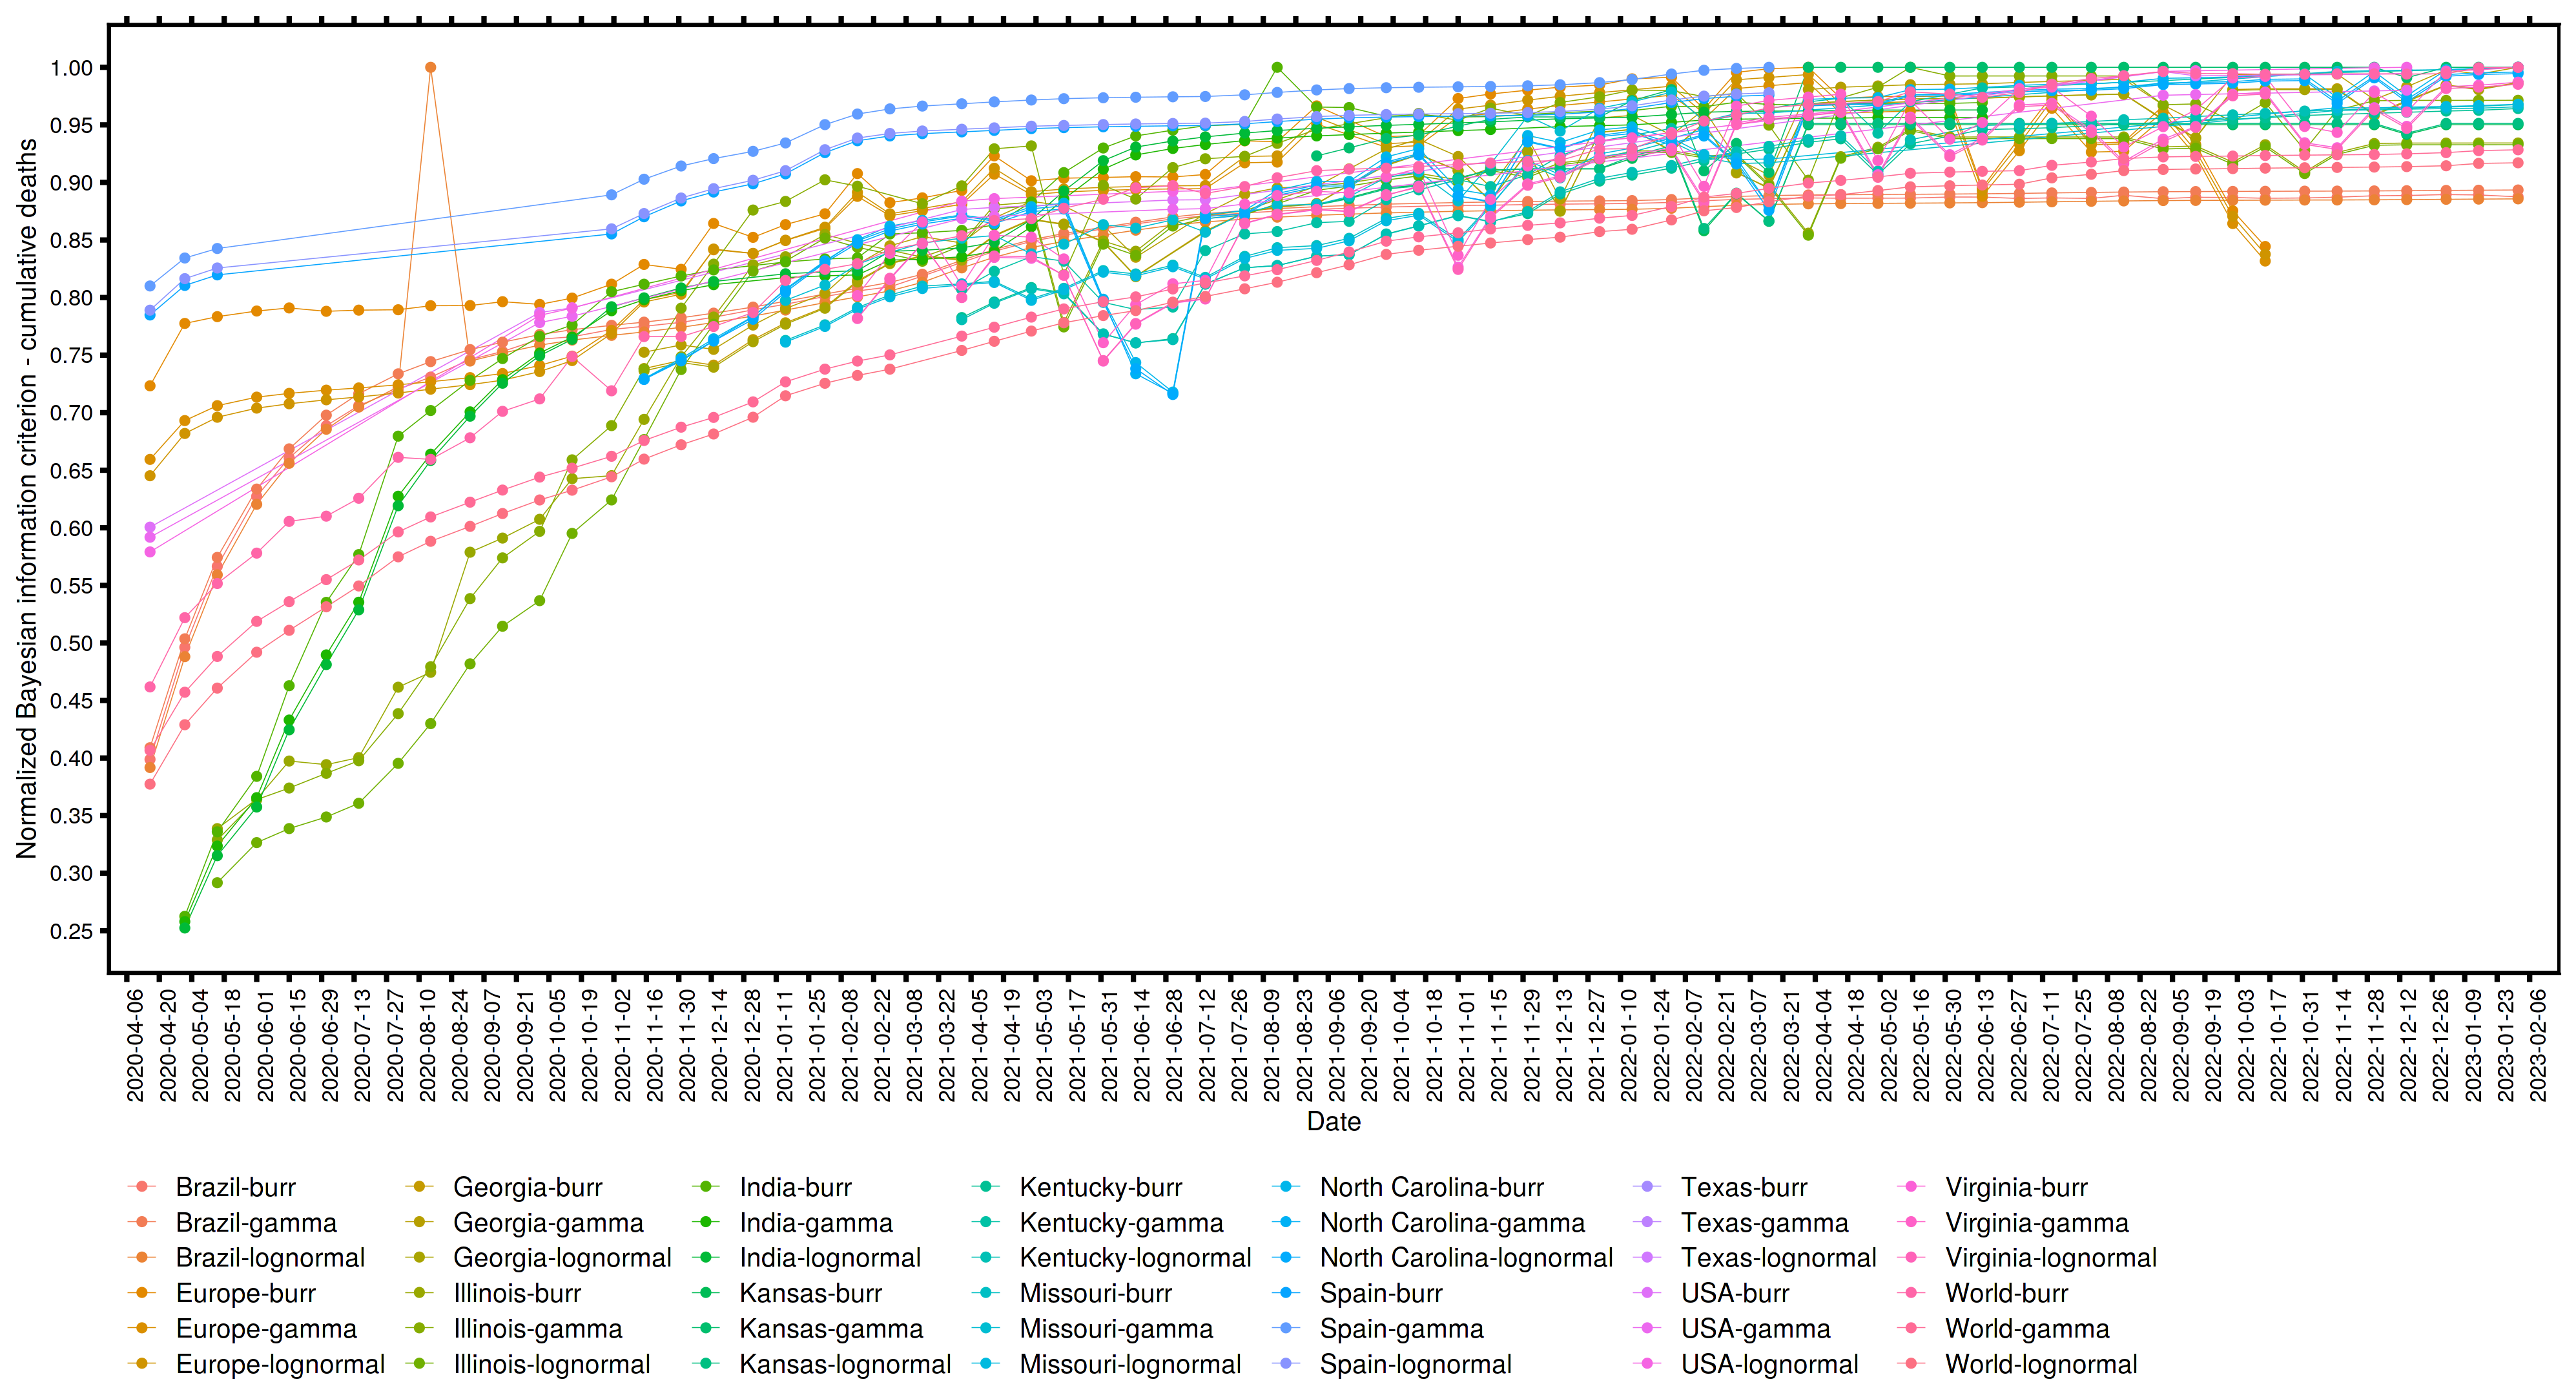 Normalized Bayesian information criterion - cumulative deaths
1.00
0.95
0.90
0.85
0.80
0.75
0.70
0.65
0.60
0.55
0.50
0.45
0.40
0.35
0.30
0.25
2020-04-06
2020-04-20
2020-05-04
2020-05-18
2020-06-01
2020-06-15
2020-06-29
2020-07-13
2020-07-27
2020-08-10
2020-08-24
2020-09-07
2020-09-21
2020-10-05
2020-10-19
2020-11-02
2020-11-16
2020-11-30
2020-12-14
2020-12-28
2021-01-11
2021-01-25
2021-02-08
2021-02-22
2021-03-08
2021-03-22
2021-04-05
2021-04-19
2021-05-03
2021-05-17
2021-05-31
2021-06-14
2021-06-28
2021-07-12
2021-07-26
2021-08-09
2021-08-23
2021-09-06
2021-09-20
2021-10-04
2021-10-18
2021-11-01
2021-11-15
2021-11-29
2021-12-13
2021-12-27
2022-01-10
2022-01-24
2022-02-07
2022-02-21
2022-03-07
2022-03-21
2022-04-04
2022-04-18
2022-05-02
2022-05-16
2022-05-30
2022-06-13
2022-06-27
2022-07-11
2022-07-25
2022-08-08
2022-08-22
2022-09-05
2022-09-19
2022-10-03
2022-10-17
2022-10-31
2022-11-14
2022-11-28
2022-12-12
2022-12-26
2023-01-09
2023-01-23
2023-02-06
Date
Brazil-burr
Brazil-gamma
Brazil-lognormal
Europe-burr
Europe-gamma
Europe-lognormal
Georgia-burr
Georgia-gamma
Georgia-lognormal
Illinois-burr
Illinois-gamma
Illinois-lognormal
India-burr
India-gamma
India-lognormal
Kansas-burr
Kansas-gamma
Kansas-lognormal
Kentucky-burr
Kentucky-gamma
Kentucky-lognormal
Missouri-burr
Missouri-gamma
Missouri-lognormal
North Carolina-burr
North Carolina-gamma
North Carolina-lognormal
Spain-burr
Spain-gamma
Spain-lognormal
Texas-burr
Texas-gamma
Texas-lognormal
USA-burr
USA-gamma
USA-lognormal
Virginia-burr
Virginia-gamma
Virginia-lognormal
World-burr
World-gamma
World-lognormal